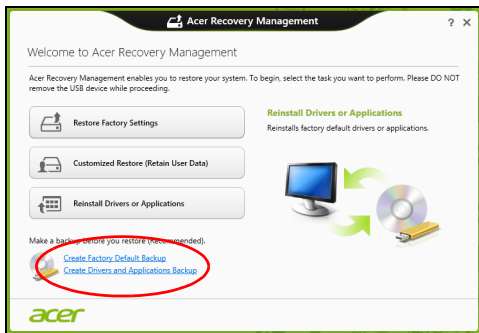 Acer Recovery Management
? ×
Welcome to Acer Recovery Management
Acer Recovery Management enables you to restore your system. To begin, select the task you want to perform. Please DO NOT
remove the USB device while proceeding.
Restore Factory Settings
Customized Restore (Retain User Data)
Reinstall Drivers or Applications
Reinstall Drivers or Applications
Reinstalls factory default drivers or applications.
Make a backup before you restore (Recommended).
Create Factory Default Backup
Create Drivers and Applications Backup
acer